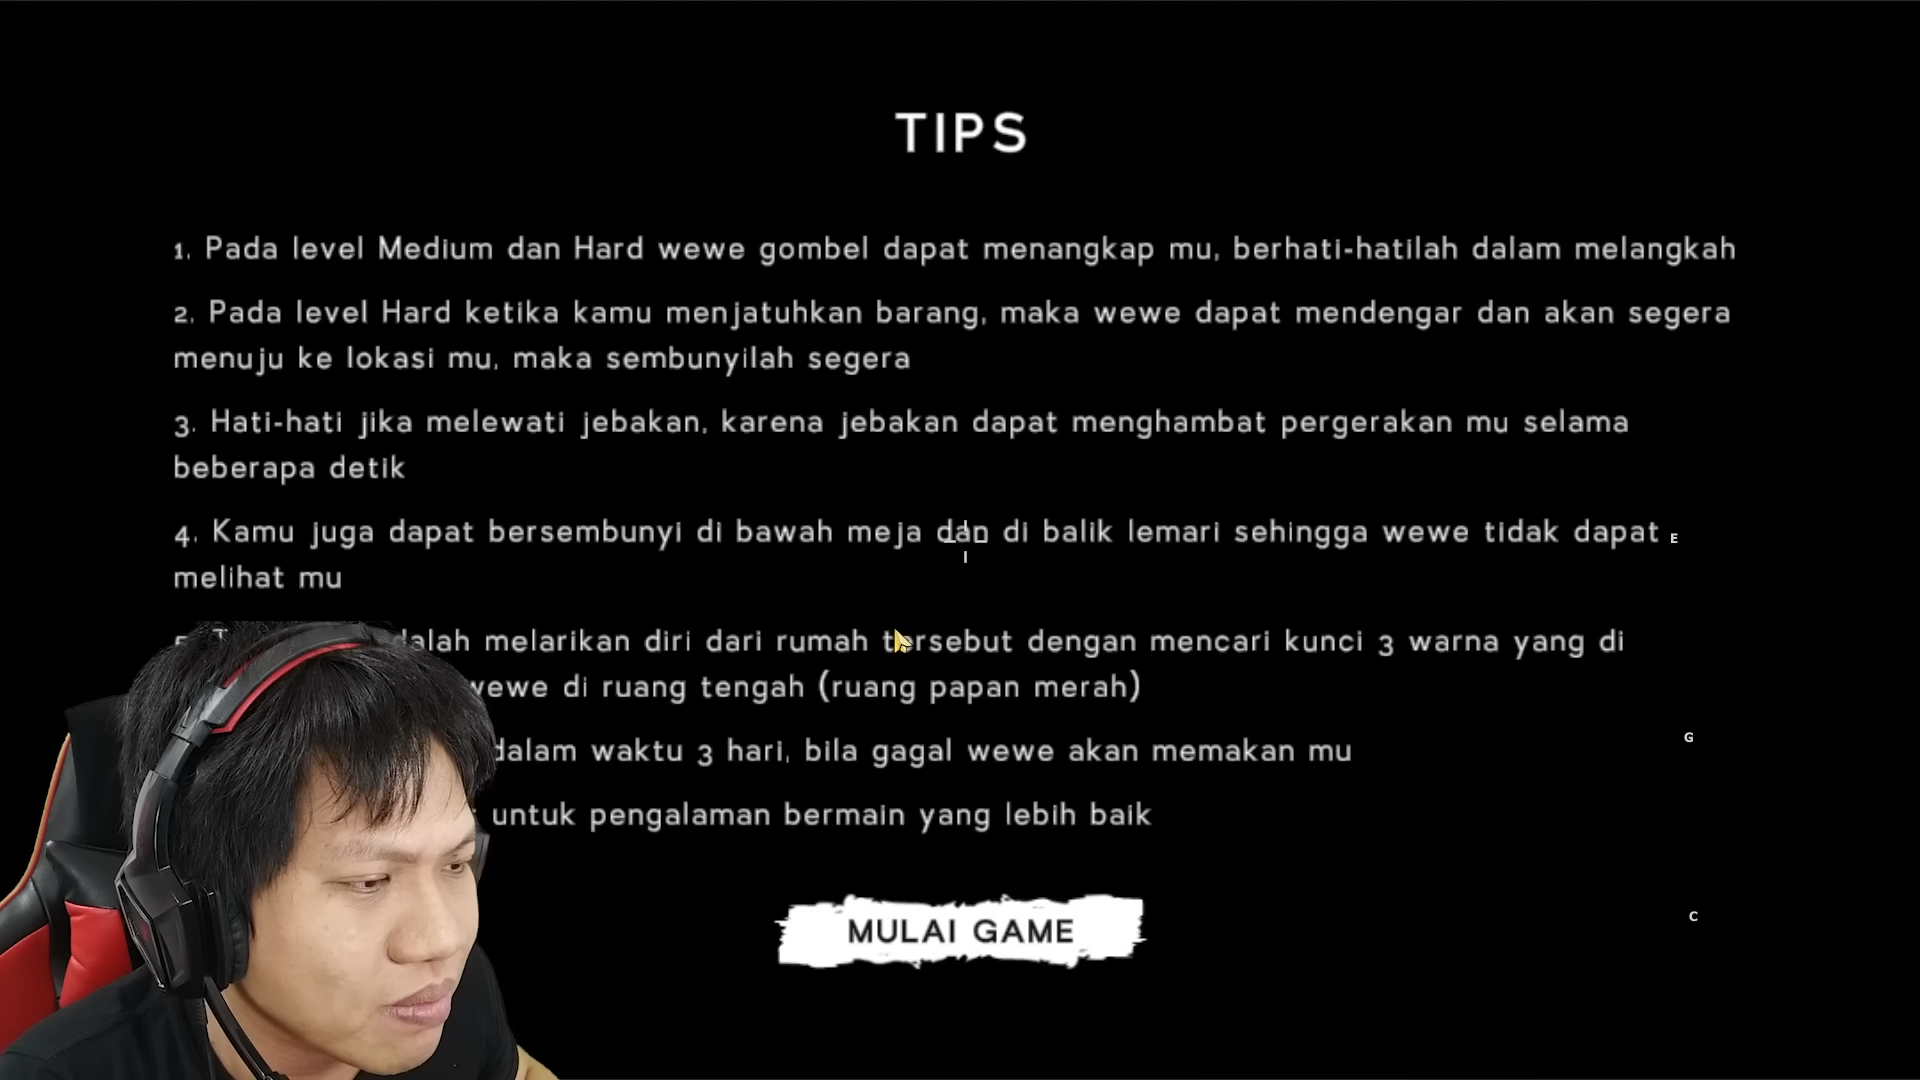 TIPS
1. Pada level Medium dan Hard wewe gombel dapat menangkap mu, berhati-hatilah dalam melangkah
2. Pada level Hard ketika kamu menjatuhkan barang, maka wewe dapat mendengar dan akan segera
menuju ke lokasi mu, maka sembunyilah segera
3. Hati-hati jika melewati jebakan, karena jebakan dapat menghambat pergerakan mu selama
beberapa detik
4. Kamu juga dapat bersembunyi di bawah meja dan di balik lemari sehingga wewe tidak dapat
E
melihat mu
melarikan diri dari rumah tersebut dengan mencari kunci 3 warna yang di
wewe di ruang tengah (ruang papan merah)
G
dalam waktu 3 hari, bila gagal wewe akan memakan mu
untuk pengalaman bermain yang lebih baik
C
MULAI GAME